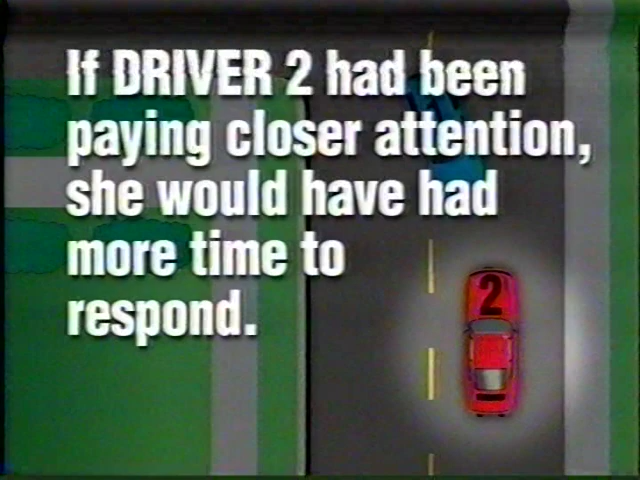 If DRIVER 2 had been
paying closer attention,
she would have had
more time to
respond.
2